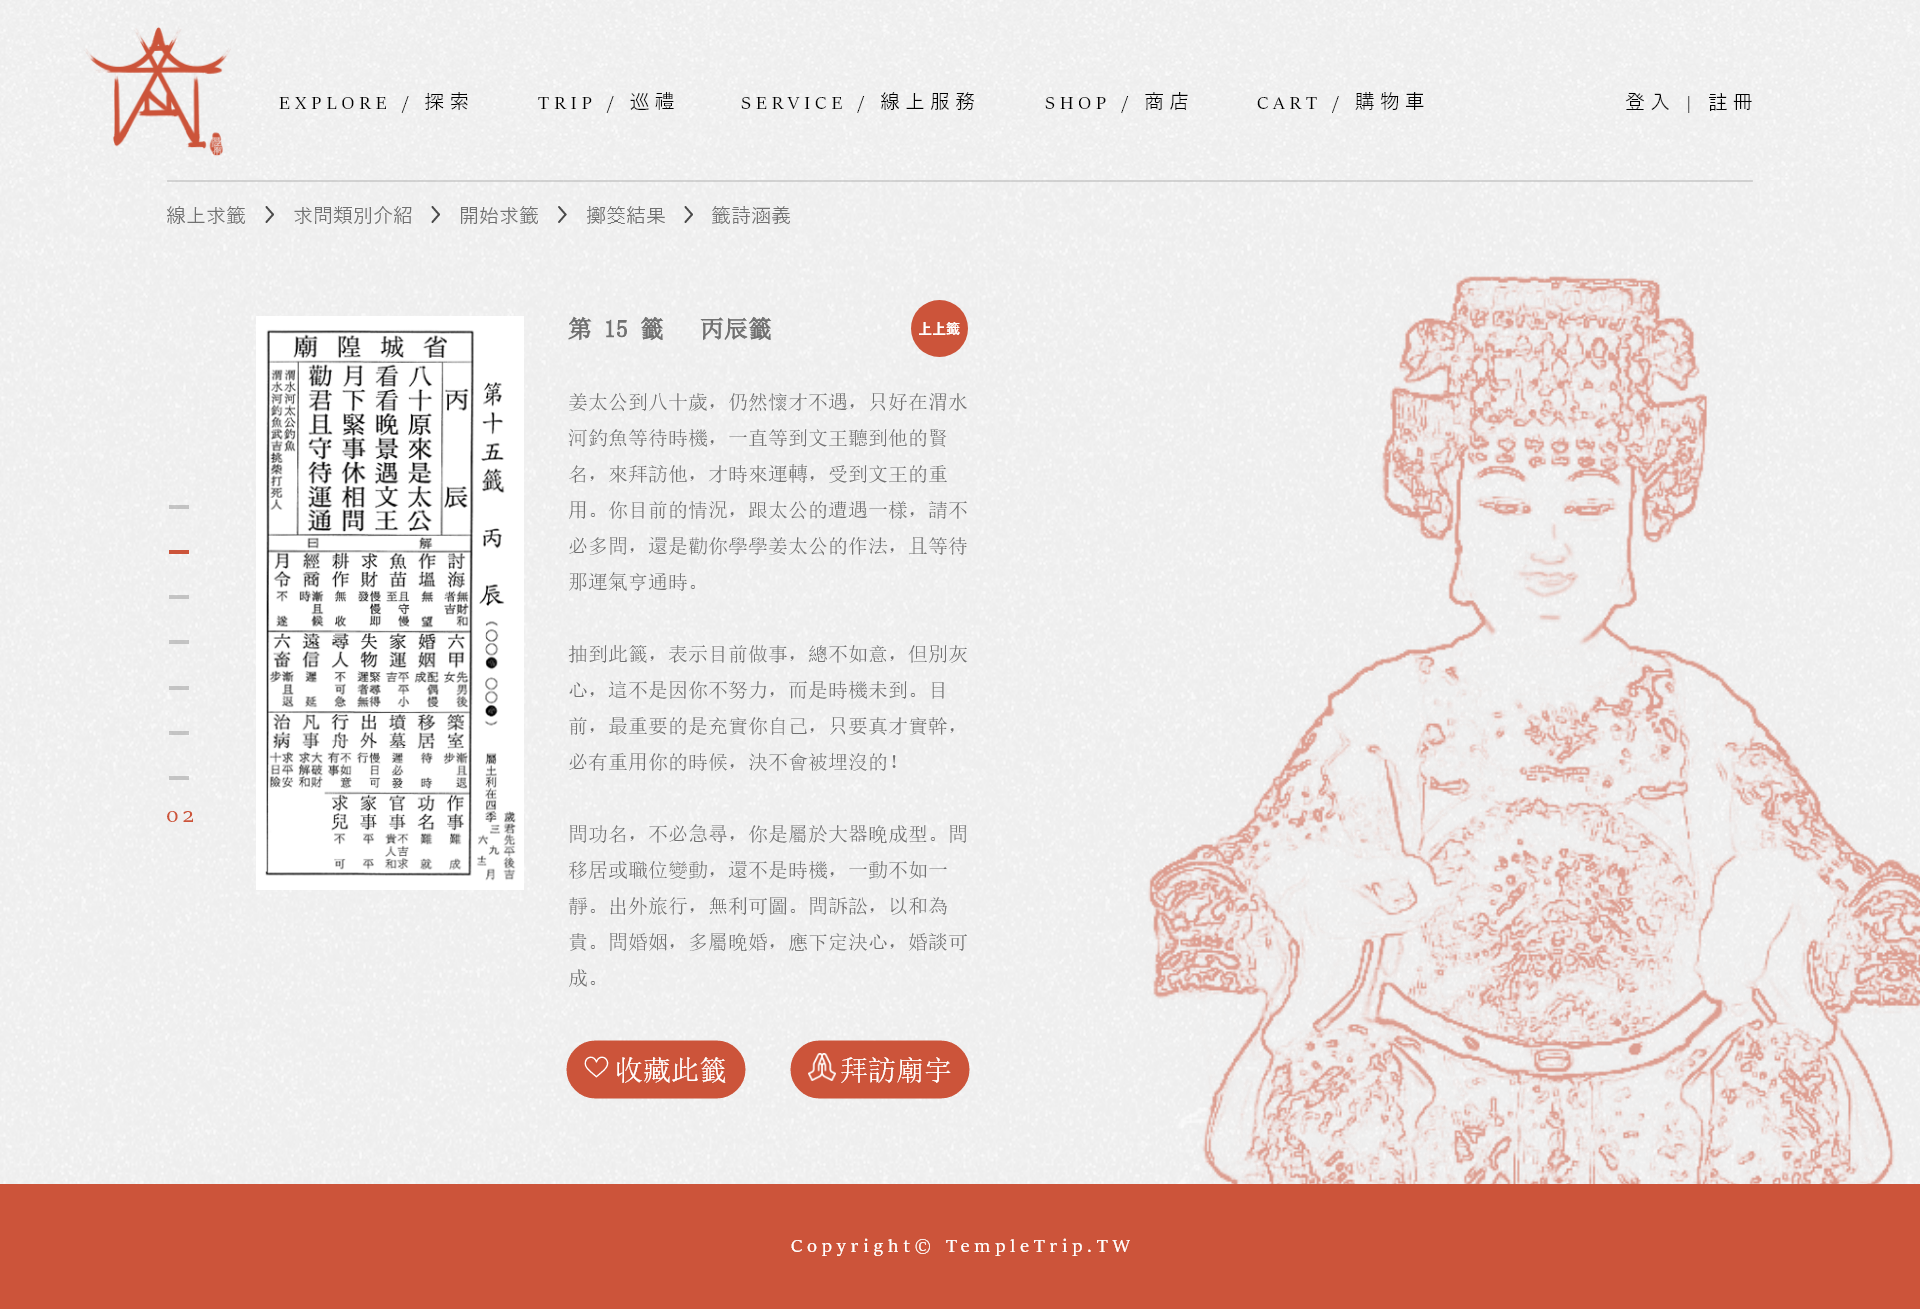 EXPLORE / 探索
TRIP / 巡禮
SERVICE / 線上服務
SHOP / 商店
CART / 購物車
登入 | 註冊
線上求籤 > 求問類別介紹 > 開始求籤 > 擲筊結果 > 籤詩涵義
第十五籤 丙 辰
屬土利在四季
歲君先平後吉
省城隍廟
丙 辰
八十原來是太公
看看晚景遇文王
月下緊事休相問
勸君且守待運通
渭水河太公釣魚
渭水河釣魚武吉挑柴打死人
解曰
討海 無財和者吉
作塭 無望
魚苗 且守慢至
求財 慢慢即發
耕作 無收
經商 漸且候時
月令 不遂
六甲 先男後女
婚姻 配偶慢成
家運 平平小吉
失物 緊尋得遲者無
尋人 不可急
遠信 遲延
六畜 漸且返步
築室 漸且返步
移居 待時
墳墓 遲必發
出外 慢日可行
行舟 不如意有事
凡事 大破財求解和
治病 求平安十日險
作事 難成
功名 難就
官事 不吉求貴人和
家事 平平
求兒 不可
第 15 籤 丙辰籤
上上籤
姜太公到八十歲，仍然懷才不遇，只好在渭水
河釣魚等待時機，一直等到文王聽到他的賢
名，來拜訪他，才時來運轉，受到文王的重
用。你目前的情況，跟太公的遭遇一樣，請不
必多問，還是勸你學學姜太公的作法，且等待
那運氣亨通時。
抽到此籤，表示目前做事，總不如意，但別灰
心，這不是因你不努力，而是時機未到。目
前，最重要的是充實你自己，只要真才實幹，
必有重用你的時候，決不會被埋沒的！
問功名，不必急尋，你是屬於大器晚成型。問
移居或職位變動，還不是時機，一動不如一
靜。出外旅行，無利可圖。問訴訟，以和為
貴。問婚姻，多屬晚婚，應下定決心，婚談可
成。
02
收藏此籤
拜訪廟宇
Copyright© TempleTrip.TW